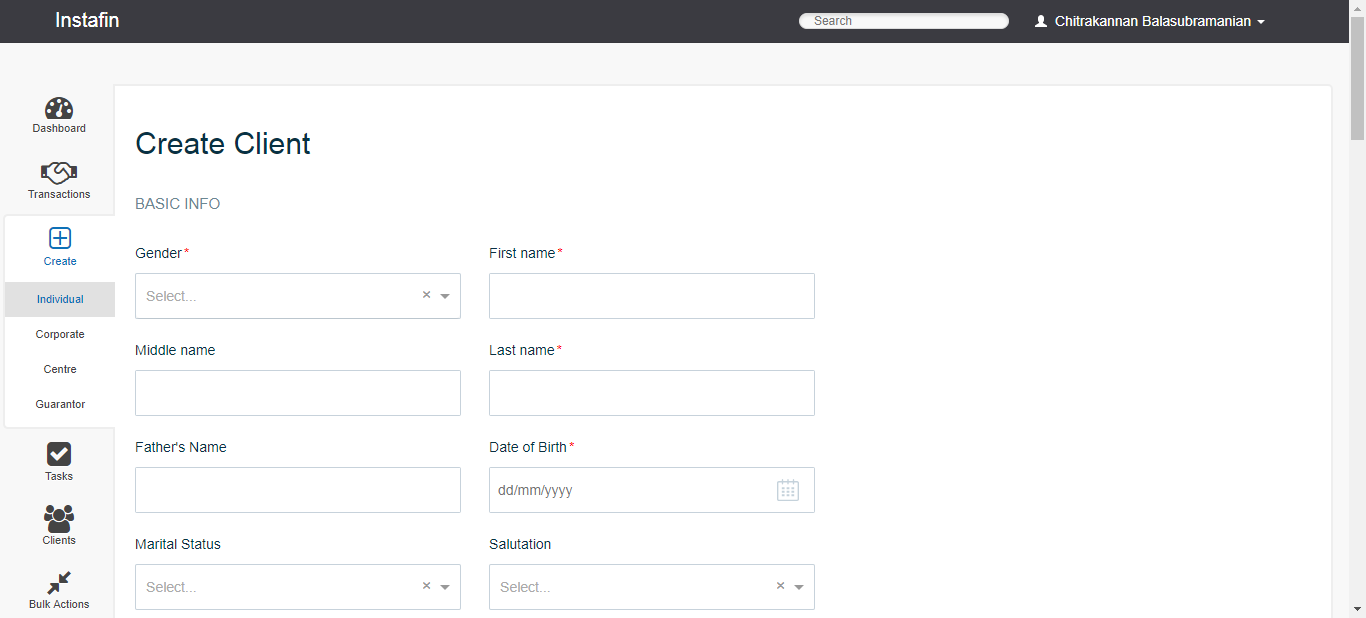 Instafin
Search
Chitrakannan Balasubramanian
Dashboard
Transactions
Create
Individual
Corporate
Centre
Guarantor
Tasks
Clients
Bulk Actions
Create Client
BASIC INFO
Gender* First name*
Select...
Middle name Last name*
Father's Name Date of Birth*
dd/mm/yyyy
Marital Status Salutation
Select... Select...